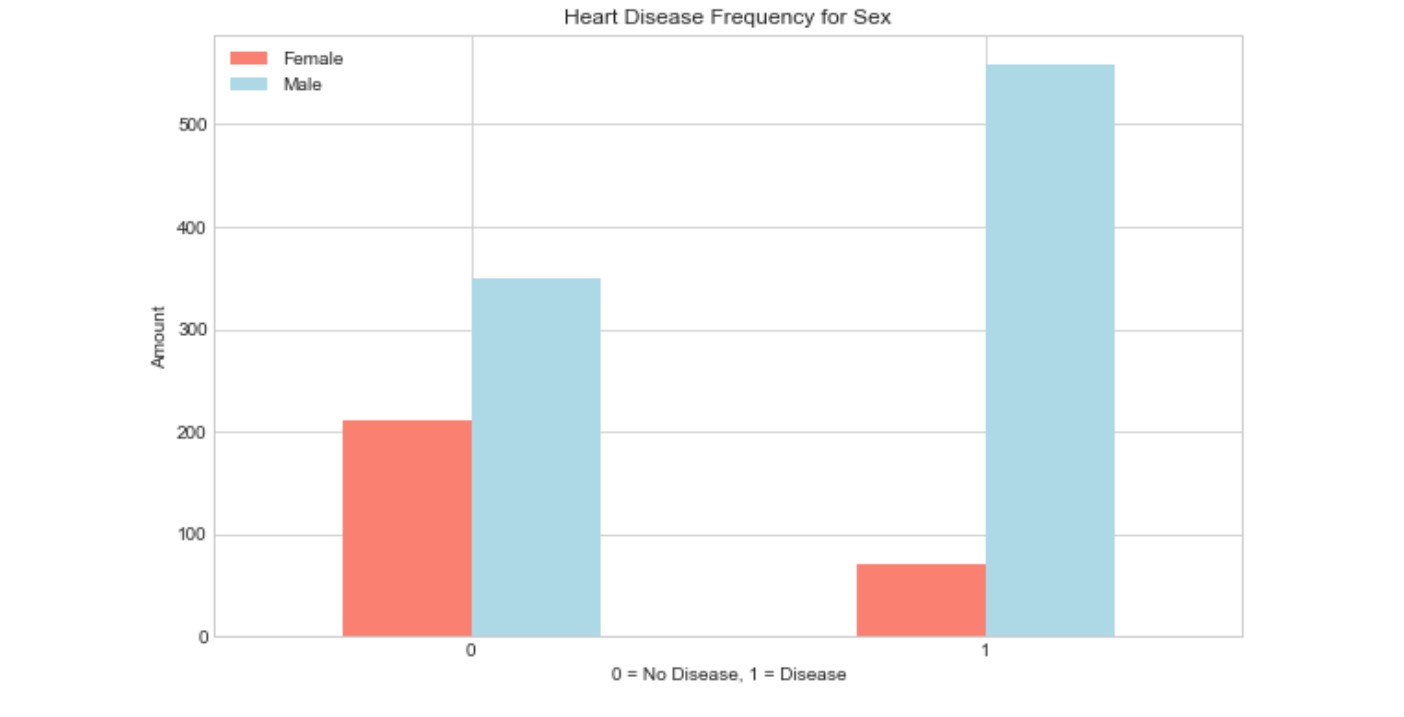 Heart Disease Frequency for Sex
Female
Male
500
400
300
200
100
0
Amount
0
1
0 = No Disease, 1 = Disease